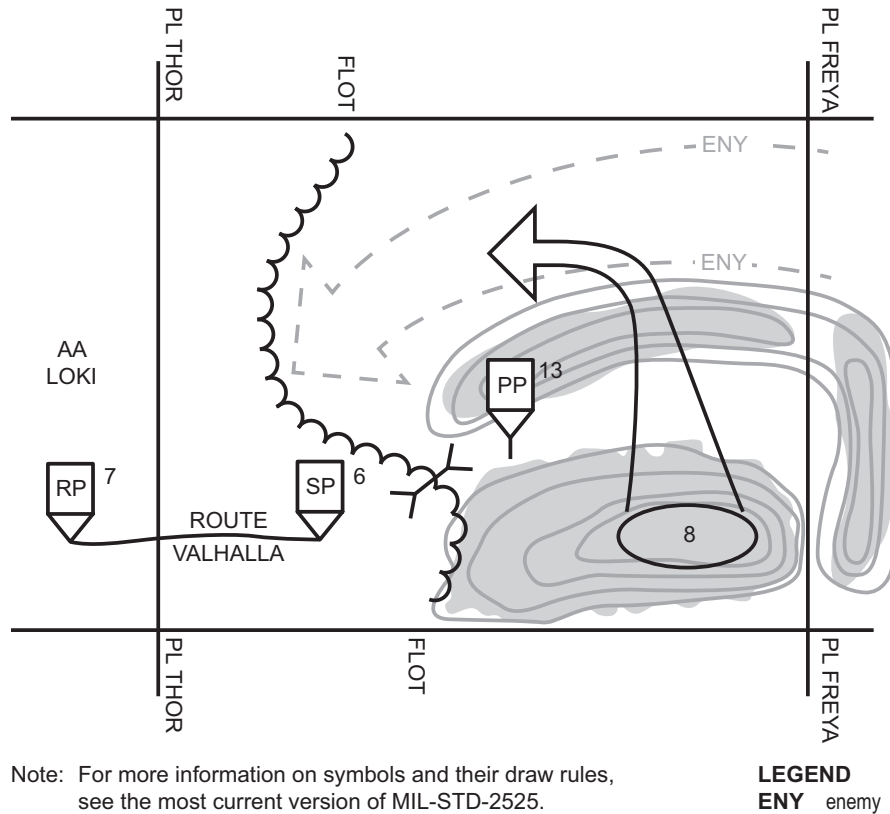 PL THOR
FLOT
PL FREYA
ENY
ENY
AA
LOKI
PP
13
RP
7
SP
6
ROUTE
VALHALLA
8
PL THOR
FLOT
PL FREYA
Note: For more information on symbols and their draw rules,
see the most current version of MIL-STD-2525.
LEGEND
ENY enemy